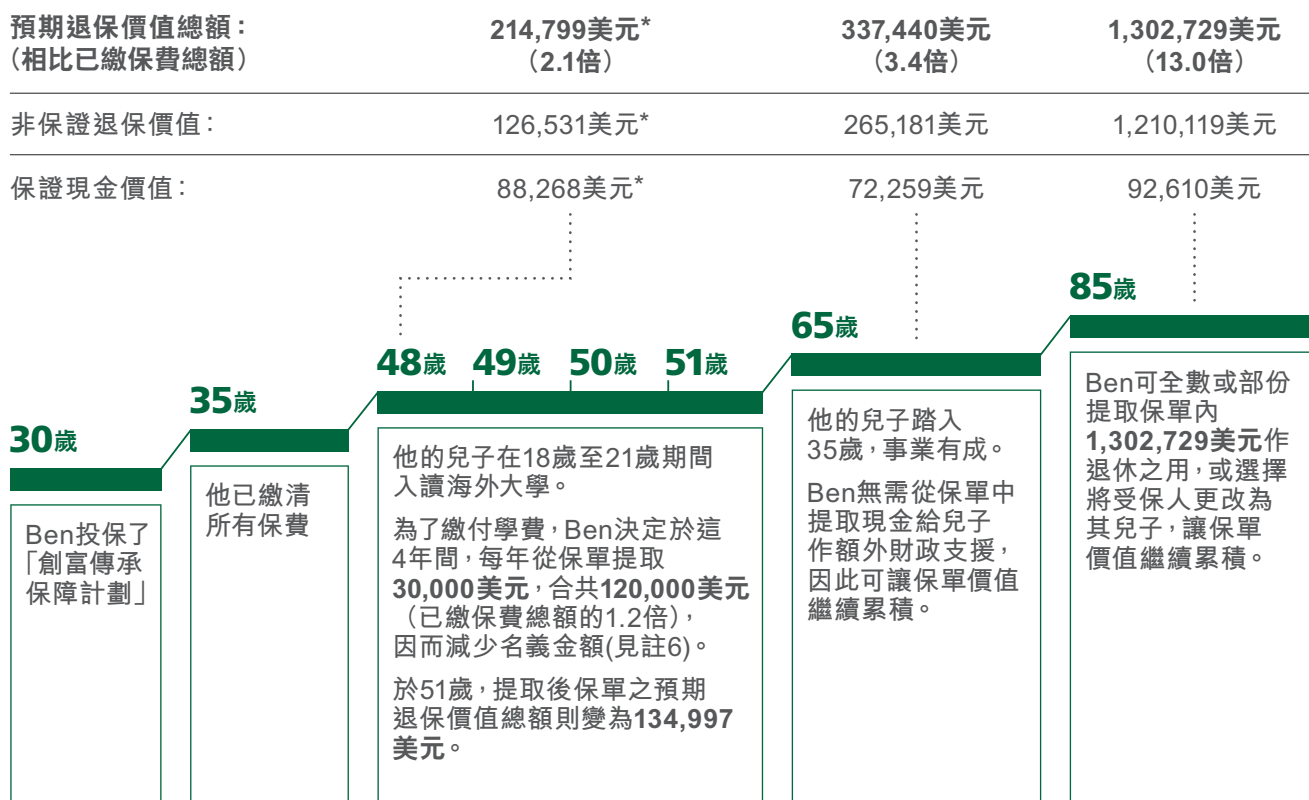 預期退保價值總額： 214,799美元* 337,440美元 1,302,729美元
（相比已繳保費總額） （2.1倍） （3.4倍） （13.0倍）
非保證退保價值： 126,531美元* 265,181美元 1,210,119美元
保證現金價值： 88,268美元* 72,259美元 92,610美元
30歲
Ben投保了
「創富傳承
保障計劃」
35歲
他已繳清
所有保費
48歲 49歲 50歲 51歲
他的兒子在18歲至21歲期間
入讀海外大學。
為了繳付學費，Ben決定於這
4年間，每年從保單提取
30,000美元，合共120,000美元
（已繳保費總額的1.2倍），
因而減少名義金額(見註6)。
於51歲，提取後保單之預期
退保價值總額則變為134,997
美元。
65歲
他的兒子踏入
35歲，事業有成。
Ben無需從保單中
提取現金給兒子
作額外財政支援，
因此可讓保單價值
繼續累積。
85歲
Ben可全數或部份
提取保單內
1,302,729美元作
退休之用，或選擇
將受保人更改為
其兒子，讓保單
價值繼續累積。